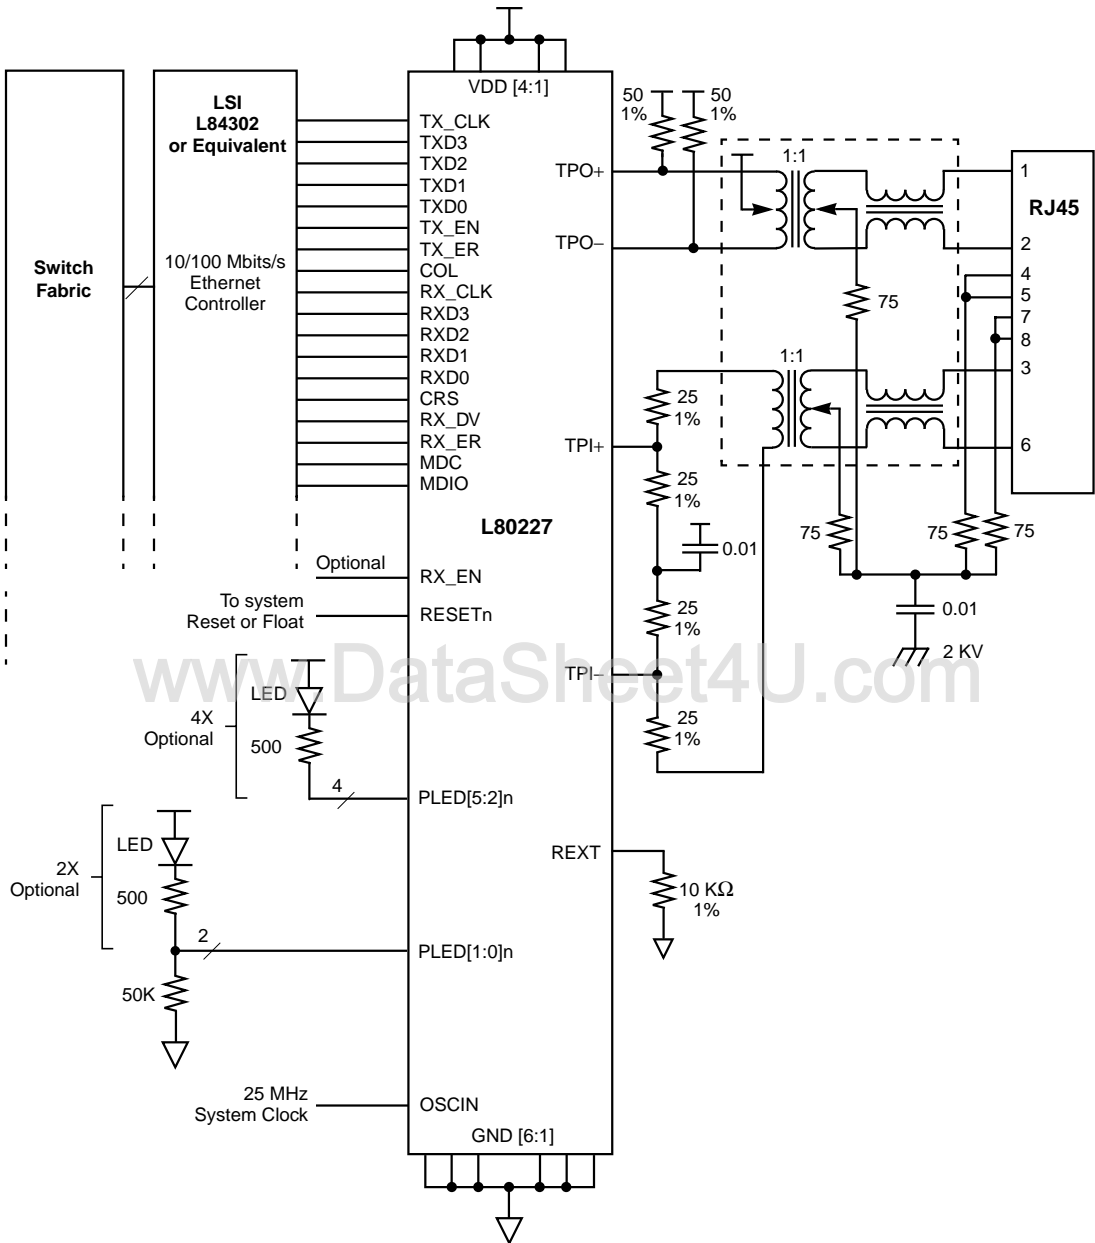 VDD [4:1]
LSI
L84302
or Equivalent
10/100 Mbits/s
Ethernet
Controller
Switch
Fabric
TX_CLK
TXD3
TXD2
TXD1
TXD0
TX_EN
TX_ER
COL
RX_CLK
RXD3
RXD2
RXD1
RXD0
CRS
RX_DV
RX_ER
MDC
MDIO
L80227
Optional
RX_EN
To system
Reset or Float
RESETn
LED
4X
Optional
500
4
PLED[5:2]n
LED
2X
Optional
500
2
PLED[1:0]n
50K
25 MHz
System Clock
OSCIN
GND [6:1]
TPO+
TPO−
TPI+
TPI−
REXT
50
1%
50
1%
1:1
75
1:1
25
1%
25
1%
0.01
25
1%
25
1%
10 KΩ
1%
RJ45
1
2
4
5
7
8
3
6
75
75
75
0.01
2 KV
www.DataSheet4U.com